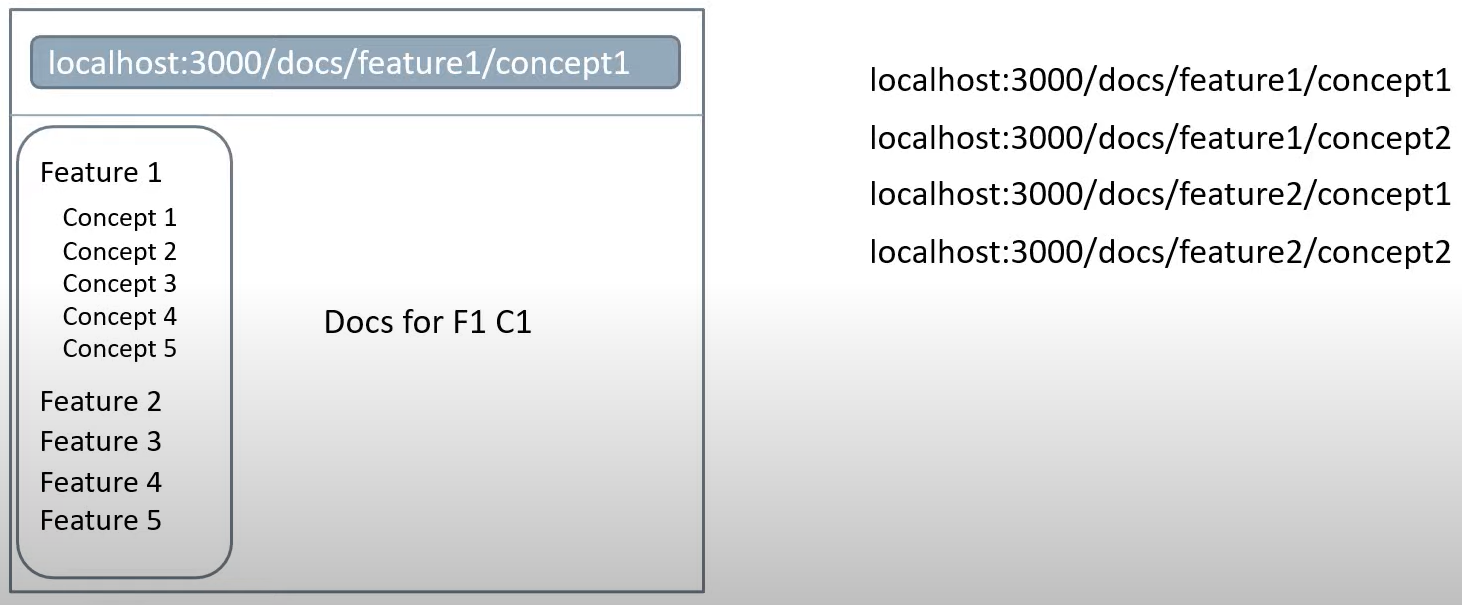 localhost:3000/docs/feature1/concept1
Feature 1
Concept 1
Concept 2
Concept 3
Concept 4
Concept 5
Feature 2
Feature 3
Feature 4
Feature 5
Docs for F1 C1
localhost:3000/docs/feature1/concept1
localhost:3000/docs/feature1/concept2
localhost:3000/docs/feature2/concept1
localhost:3000/docs/feature2/concept2